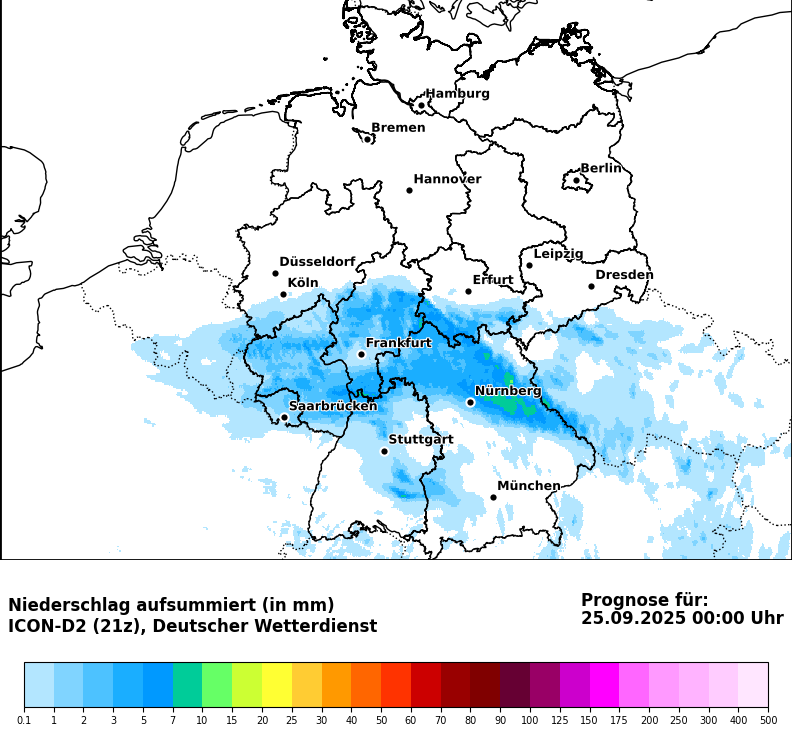 Hamburg
Bremen
Berlin
Hannover
Leipzig
Düsseldorf
Dresden
Köln
Erfurt
Frankfurt
Nürnberg
Saarbrücken
Stuttgart
München
Niederschlag aufsummiert (in mm)
ICON-D2 (21z), Deutscher Wetterdienst
Prognose für:
25.09.2025 00:00 Uhr
0.1 1 2 3 5 7 10 15 20 25 30 40 50 60 70 80 90 100 125 150 175 200 250 300 400 500